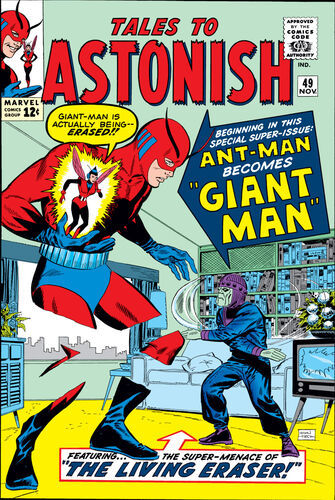 TALES TO
ASTONISH
APPROVED
BY THE
COMICS
CODE
AUTHORITY
IND.
MARVEL
COMICS
GROUP
12¢
49
NOV.
GIANT-MAN IS
ACTUALLY BEING--
ERASED!!
BEGINNING IN THIS
SPECIAL SUPER-ISSUE:
ANT-MAN
BECOMES
"GIANT
MAN"
FEATURING... THE SUPER-MENACE OF
"THE LIVING ERASER!"